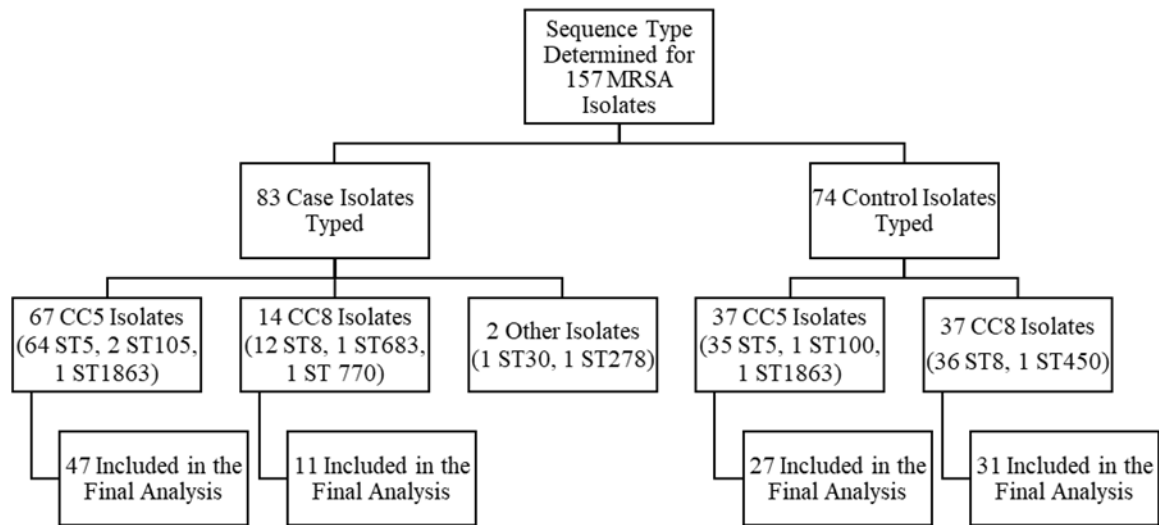 Sequence Type
Determined for
157 MRSA
Isolates
83 Case Isolates
Typed
74 Control Isolates
Typed
67 CC5 Isolates
(64 ST5, 2 ST105,
1 ST1863)
14 CC8 Isolates
(12 ST8, 1 ST683,
1 ST 770)
2 Other Isolates
(1 ST30, 1 ST278)
37 CC5 Isolates
(35 ST5, 1 ST100,
1 ST1863)
37 CC8 Isolates
(36 ST8, 1 ST450)
47 Included in the
Final Analysis
11 Included in the
Final Analysis
27 Included in the
Final Analysis
31 Included in the
Final Analysis